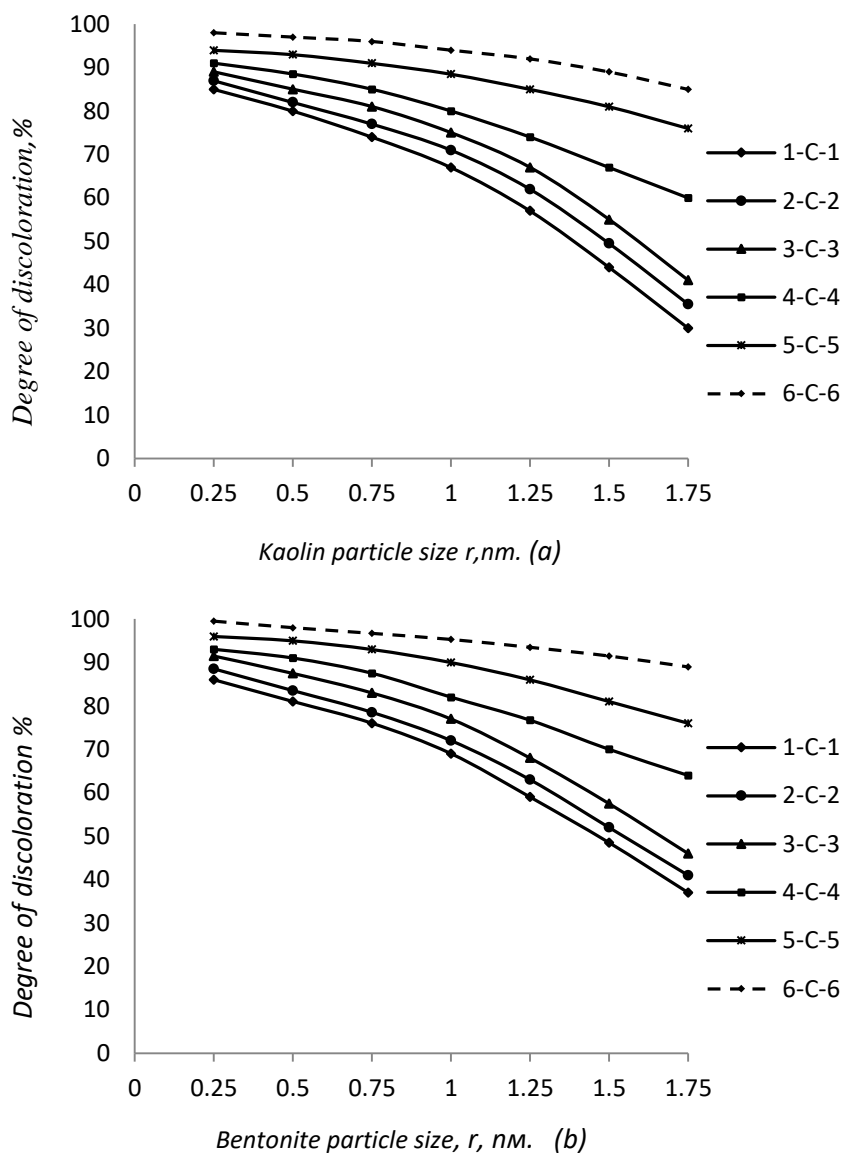 Degree of discoloration,%
100
90
80
70
60
50
40
30
20
10
0
0 0.25 0.5 0.75 1 1.25 1.5 1.75
Kaolin particle size r,nm. (a)
1-C-1
2-C-2
3-C-3
4-C-4
5-C-5
6-C-6
Degree of discoloration %
100
90
80
70
60
50
40
30
20
10
0
0 0.25 0.5 0.75 1 1.25 1.5 1.75
Bentonite particle size, r, nм. (b)
1-C-1
2-C-2
3-C-3
4-C-4
5-C-5
6-C-6